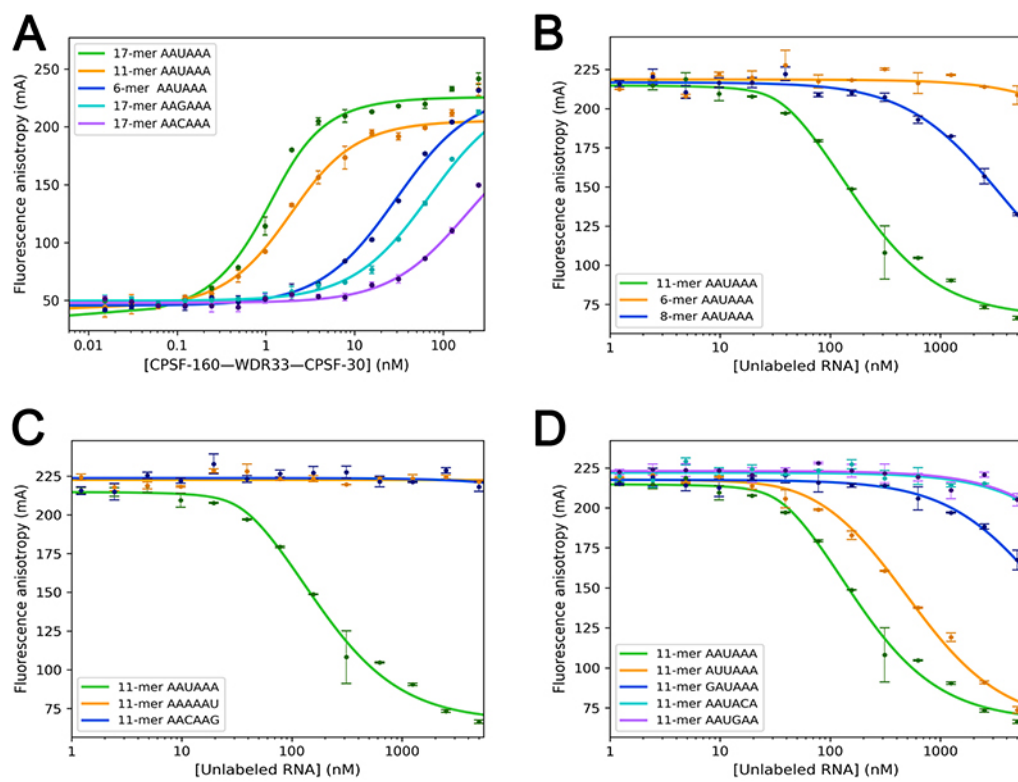 A
Fluorescence anisotropy (mA)
250
200
150
100
50
17-mer AAUAAA
11-mer AAUAAA
6-mer AAUAAA
17-mer AAGAAA
17-mer AACAAA
0.01
0.1
1
10
100
[CPSF-160—WDR33—CPSF-30] (nM)
B
Fluorescence anisotropy (mA)
225
200
175
150
125
100
75
11-mer AAUAAA
6-mer AAUAAA
8-mer AAUAAA
1
10
100
1000
[Unlabeled RNA] (nM)
C
Fluorescence anisotropy (mA)
225
200
175
150
125
100
75
11-mer AAUAAA
11-mer AAAAAU
11-mer AACAAG
1
10
100
1000
[Unlabeled RNA] (nM)
D
Fluorescence anisotropy (mA)
225
200
175
150
125
100
75
11-mer AAUAAA
11-mer AUUAAA
11-mer GAUAAA
11-mer AAUACA
11-mer AAUGAA
1
10
100
1000
[Unlabeled RNA] (nM)